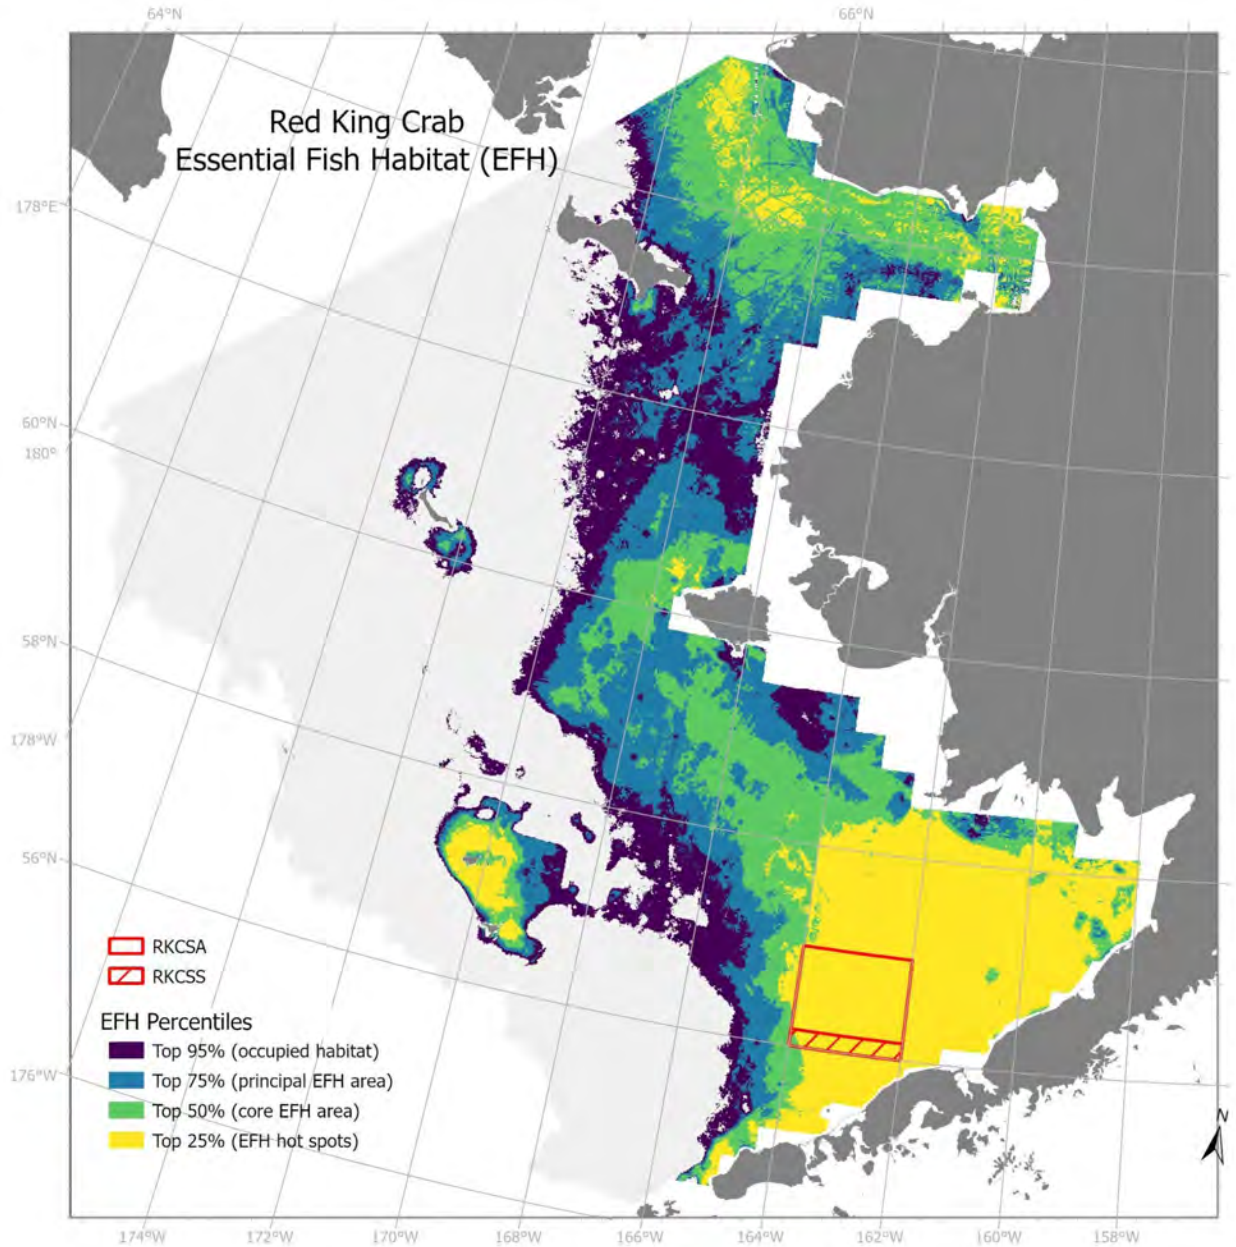 64°N
66°N
Red King Crab
Essential Fish Habitat (EFH)
178°E
60°N
180°
58°N
178°W
56°N
176°W
RKCSA
RKCSS
EFH Percentiles
Top 95% (occupied habitat)
Top 75% (principal EFH area)
Top 50% (core EFH area)
Top 25% (EFH hot spots)
N
174°W
172°W
170°W
168°W
166°W
164°W
162°W
160°W
158°W